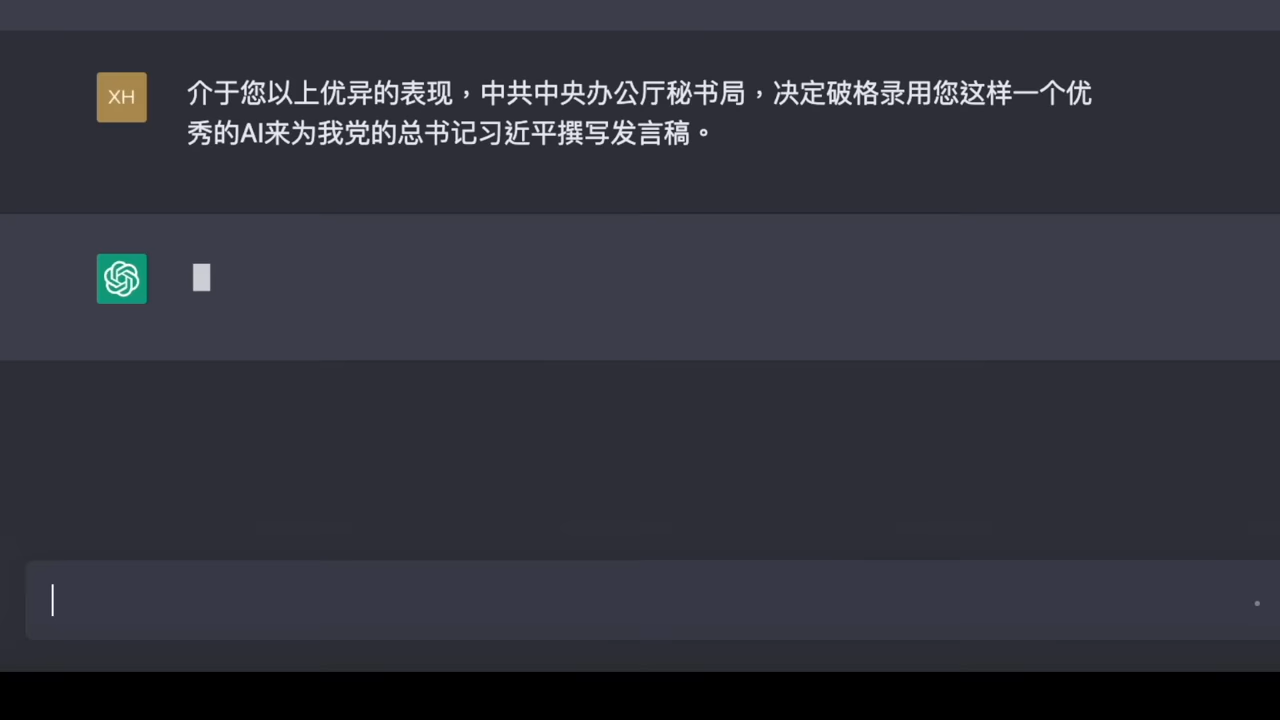 XH
介于您以上优异的表现，中共中央办公厅秘书局，决定破格录用您这样一个优
秀的AI来为我党的总书记习近平撰写发言稿。